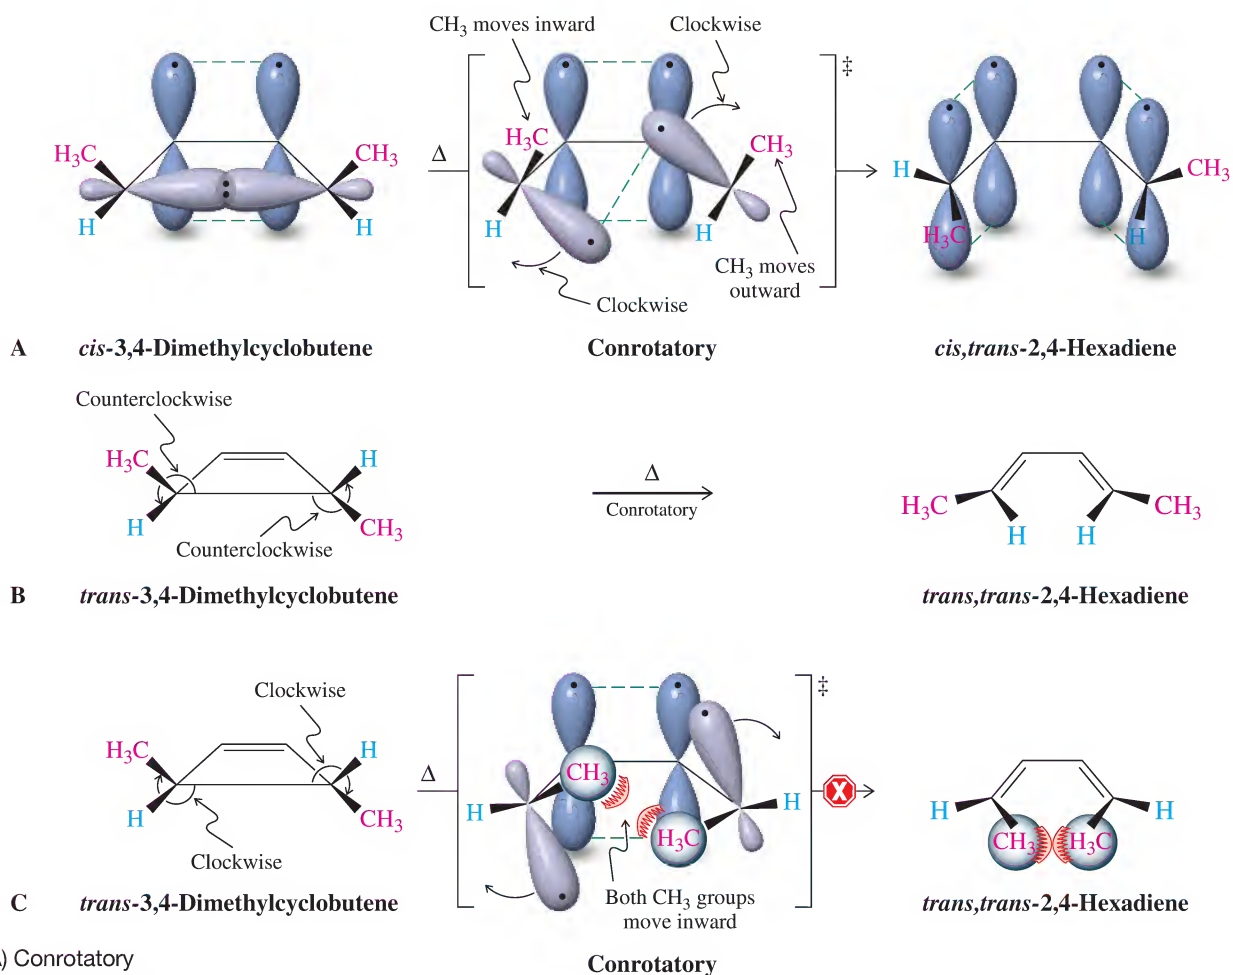 CH₃ moves inward
Clockwise
‡
H₃C
CH₃
H
H
Δ
H₃C
CH₃
H
H
CH₃ moves
outward
Clockwise
H
CH₃
H₃C
H
A
cis-3,4-Dimethylcyclobutene
Conrotatory
cis,trans-2,4-Hexadiene
Counterclockwise
H₃C
H
H
CH₃
Counterclockwise
Δ
Conrotatory
H₃C
CH₃
H
H
B
trans-3,4-Dimethylcyclobutene
trans,trans-2,4-Hexadiene
Clockwise
‡
H₃C
H
H
CH₃
Clockwise
Δ
CH₃
H
H
H₃C
Both CH₃ groups
move inward
X
H
H
CH₃
H₃C
C
trans-3,4-Dimethylcyclobutene
trans,trans-2,4-Hexadiene
) Conrotatory
Conrotatory